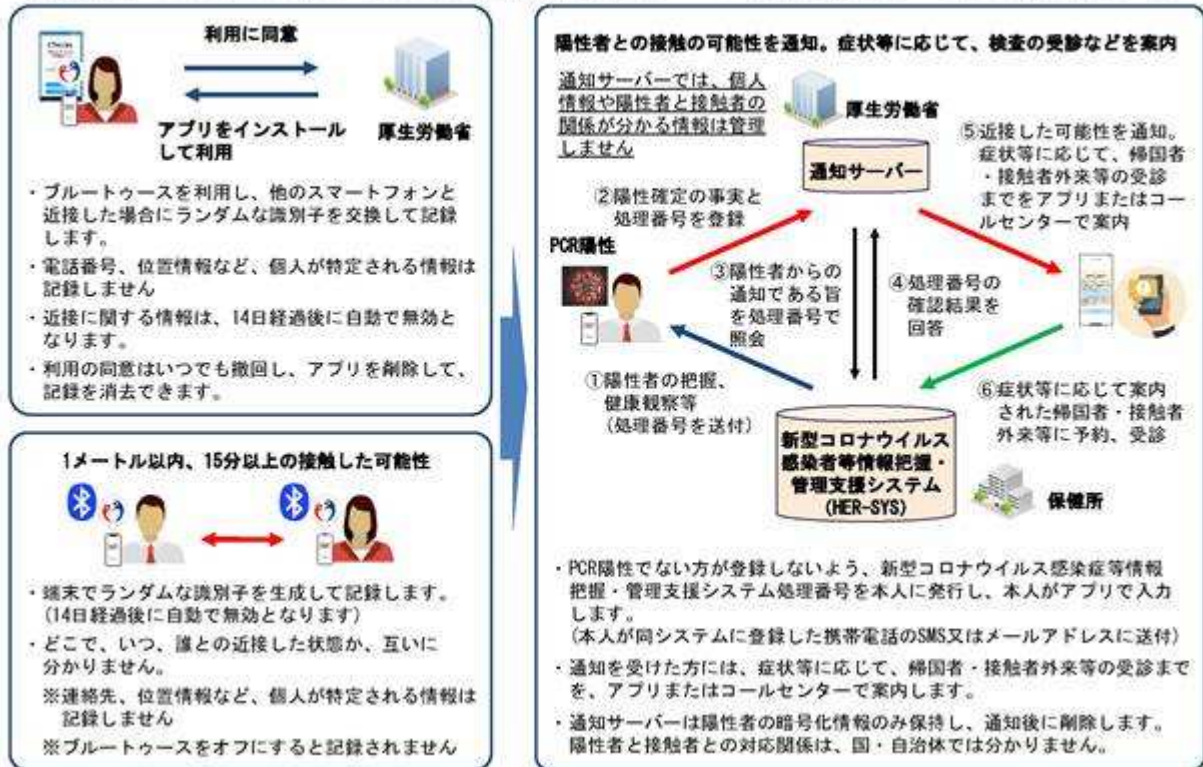 利用に同意
アプリをインストール
して利用
厚生労働省
・ブルートゥースを利用し、他のスマートフォンと
近接した場合にランダムな識別子を交換して記録
します。
・電話番号、位置情報など、個人が特定される情報は
記録しません
・近接に関する情報は、14日経過後に自動で無効と
なります。
・利用の同意はいつでも撤回し、アプリを削除して、
記録を消去できます。
1メートル以内、15分以上の接触した可能性
・端末でランダムな識別子を生成して記録します。
(14日経過後に自動で無効となります)
・どこで、いつ、誰との近接した状態か、互いに
分かりません。
※連絡先、位置情報など、個人が特定される情報は
記録しません
※ブルートゥースをオフにすると記録されません
陽性者との接触の可能性を通知。症状等に応じて、検査の受診などを案内
通知サーバーでは、個人
情報や陽性者と接触者の
関係が分かる情報は管理
しません
厚生労働省
通知サーバー
⑤近接した可能性を通知。
症状等に応じて、帰国者
・接触者外来等の受診
までをアプリまたはコー
ルセンターで案内
②陽性確定の事実と
処理番号を登録
PCR陽性
③陽性者からの
通知である旨
を処理番号で
照会
④処理番号の
確認結果を
回答
①陽性者の把握、
健康観察等
(処理番号を送付)
⑥症状等に応じて案内
された帰国者・接触者
外来等に予約、受診
新型コロナウイルス
感染者等情報把握・
管理支援システム
(HER-SYS)
保健所
・PCR陽性でない方が登録しないよう、新型コロナウイルス感染症等情報
把握・管理支援システム処理番号を本人に発行し、本人がアプリで入力
します。
(本人が同システムに登録した携帯電話のSMS又はメールアドレスに送付)
・通知を受けた方には、症状等に応じて、帰国者・接触者外来等の受診まで
を、アプリまたはコールセンターで案内します。
・通知サーバーは陽性者の暗号化情報のみ保持し、通知後に削除します。
陽性者と接触者との対応関係は、国・自治体では分かりません。